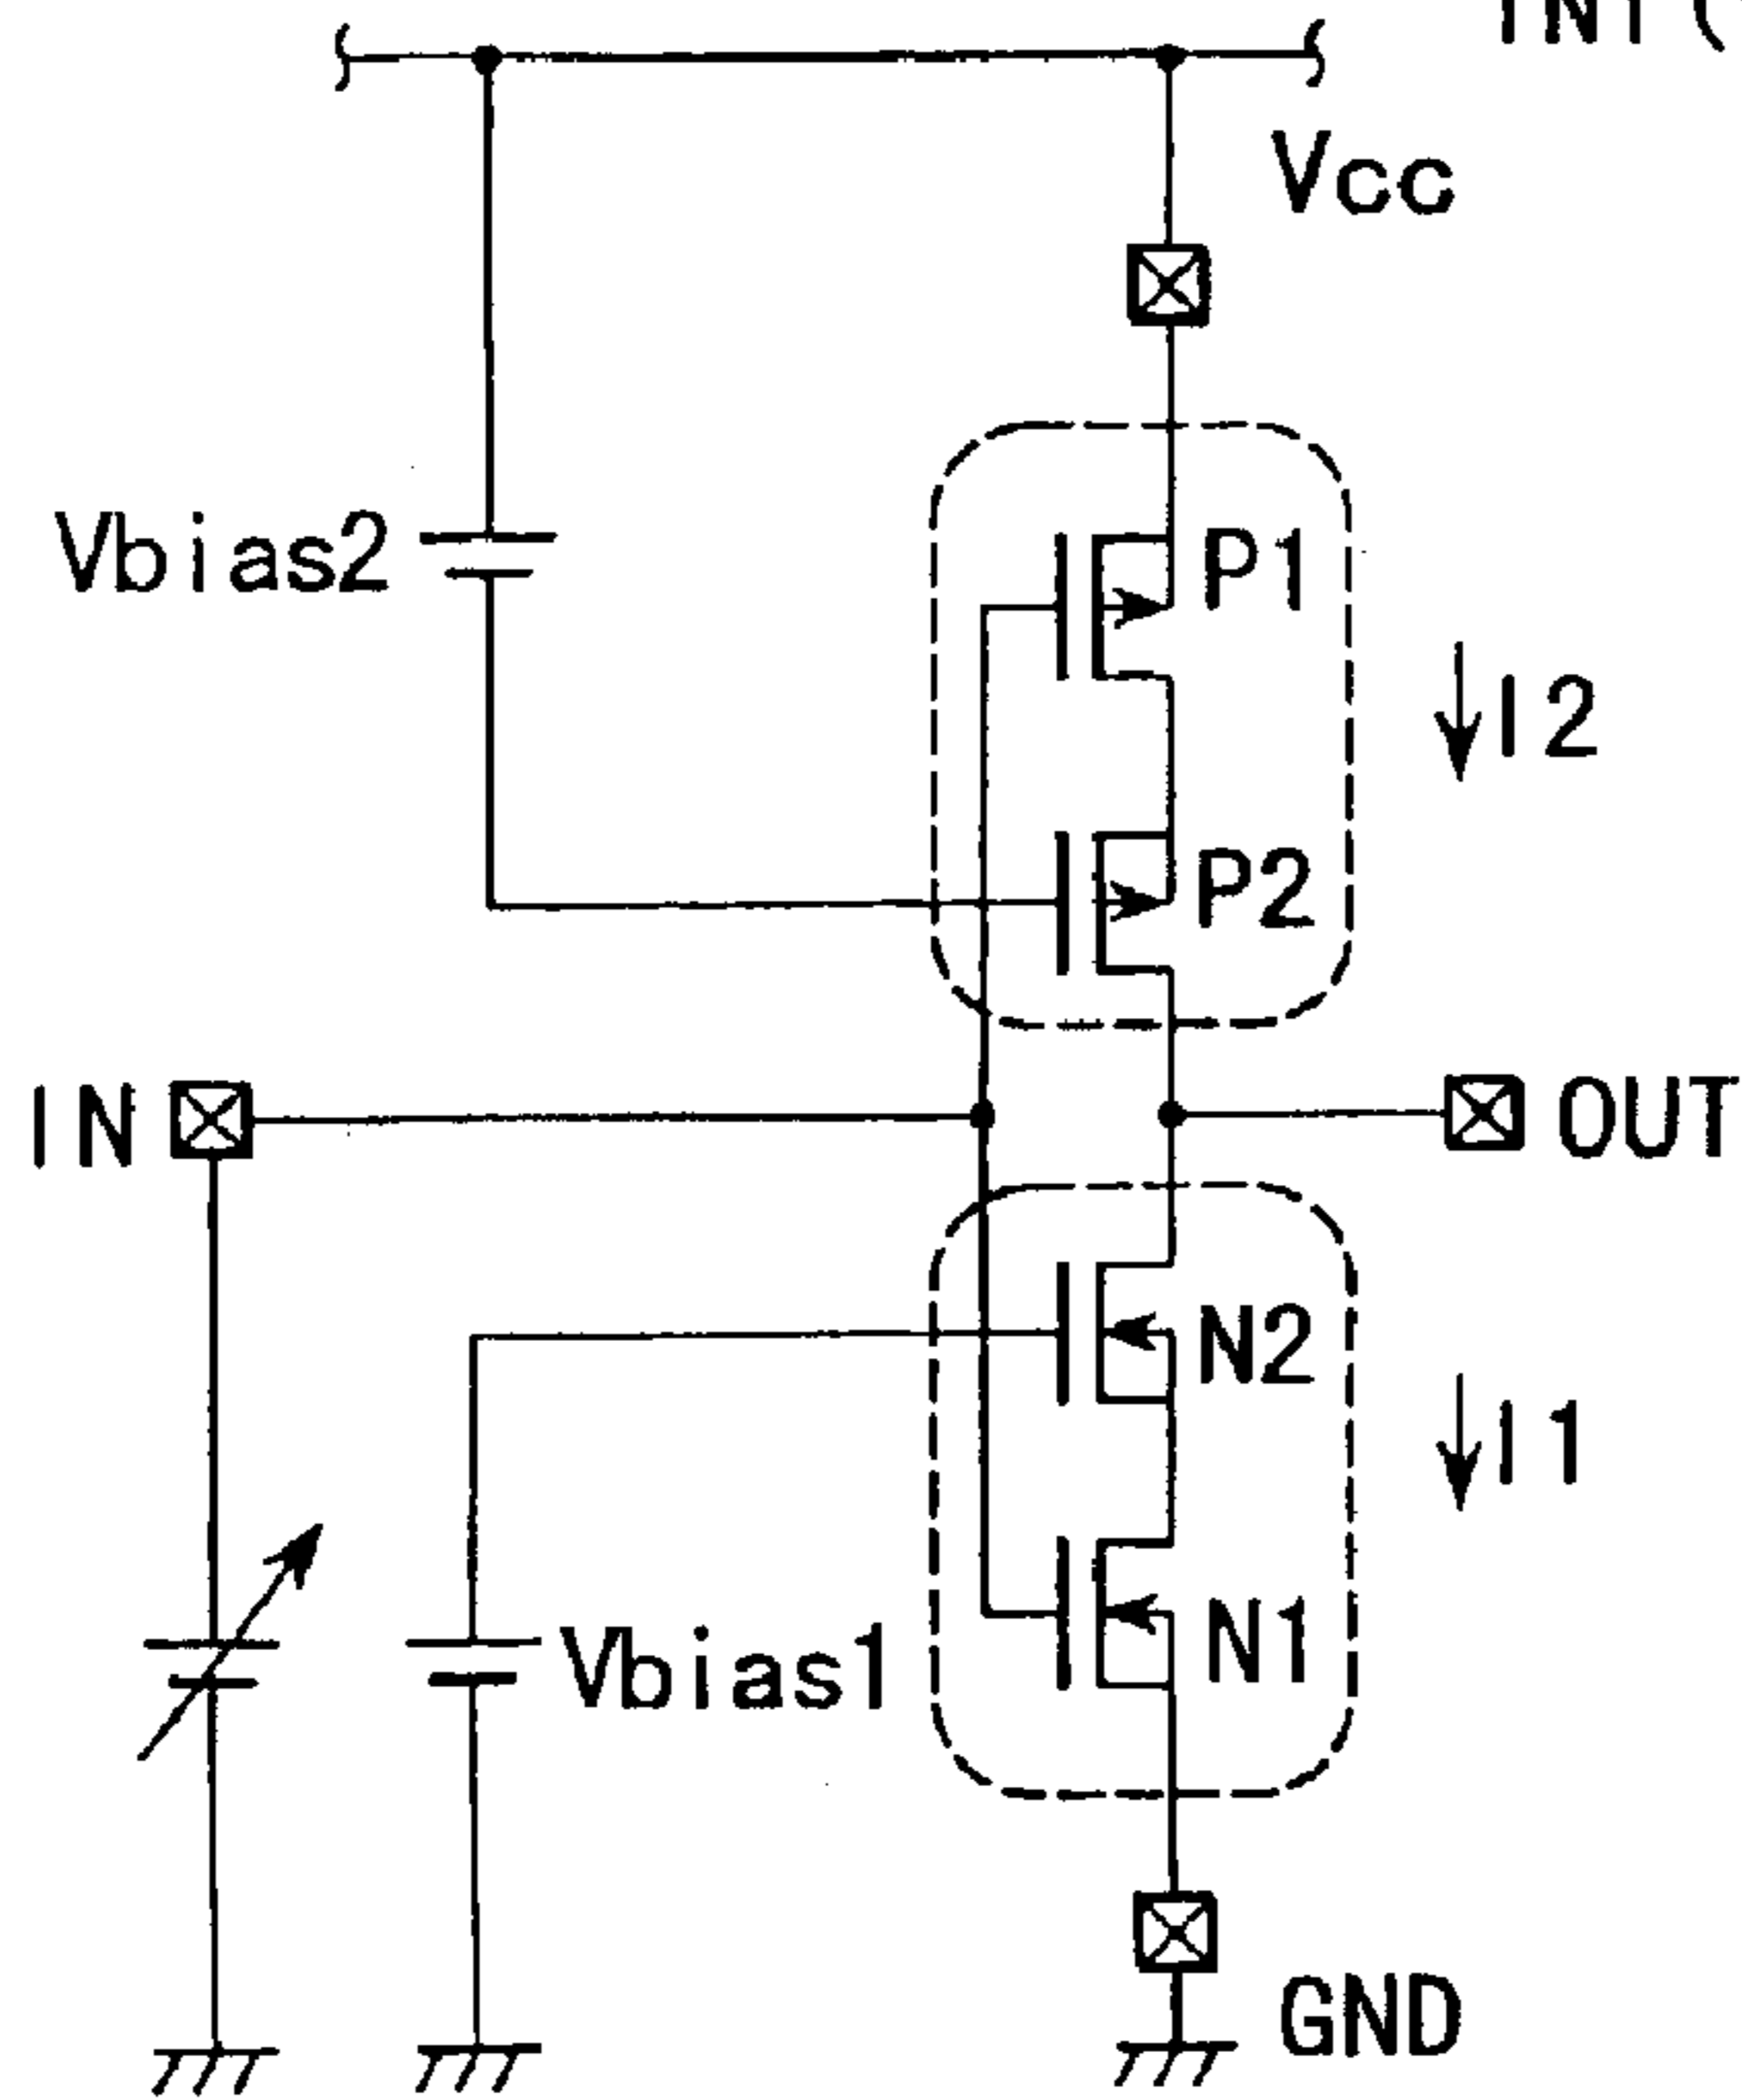 Vcc
Vbias2
P1
I2
P2
IN
OUT
N2
I1
Vbias1
N1
GND